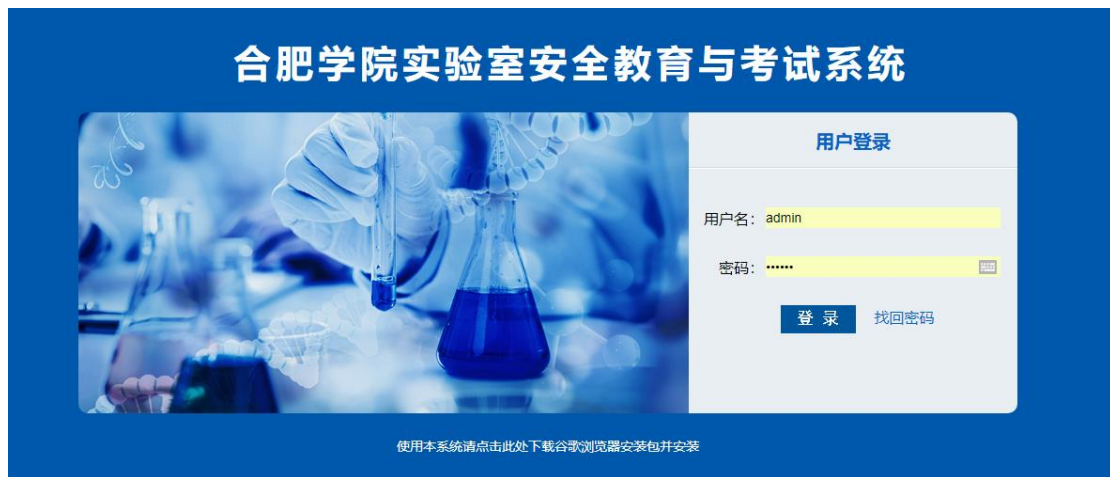 合肥学院实验室安全教育与考试系统
用户登录
用户名：admin
密码：••••••
登 录 找回密码
使用本系统请点击此处下载谷歌浏览器安装包并安装